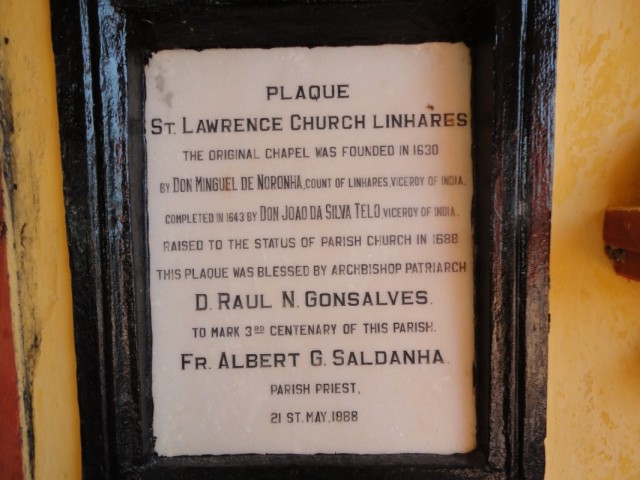 PLAQUE
ST. LAWRENCE CHURCH LINHARES
THE ORIGINAL CHAPEL WAS FOUNDED IN 1630
BY DON MINGUEL DE NORONHA, COUNT OF LINHARES, VICEROY OF INDIA.
COMPLETED IN 1643 BY DON JOAO DA SILVA TELO VICEROY OF INDIA.
RAISED TO THE STATUS OF PARISH CHURCH IN 1688
THIS PLAQUE WAS BLESSED BY ARCHBISHOP PATRIARCH
D. RAUL N. GONSALVES.
TO MARK 3RD CENTENARY OF THIS PARISH.
FR. ALBERT G. SALDANHA.
PARISH PRIEST,
21 ST. MAY, 1988